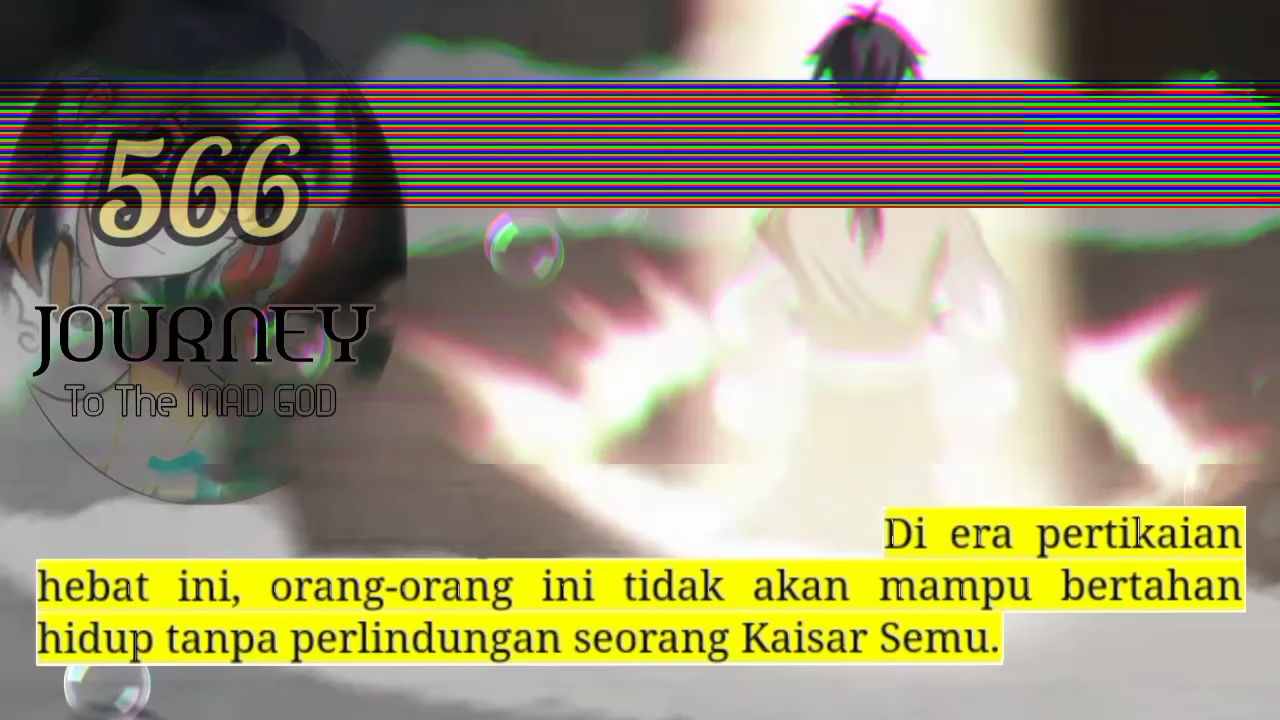 566
JOURNEY
To The MAD GOD
Di era pertikaian
hebat ini, orang-orang ini tidak akan mampu bertahan
hidup tanpa perlindungan seorang Kaisar Semu.